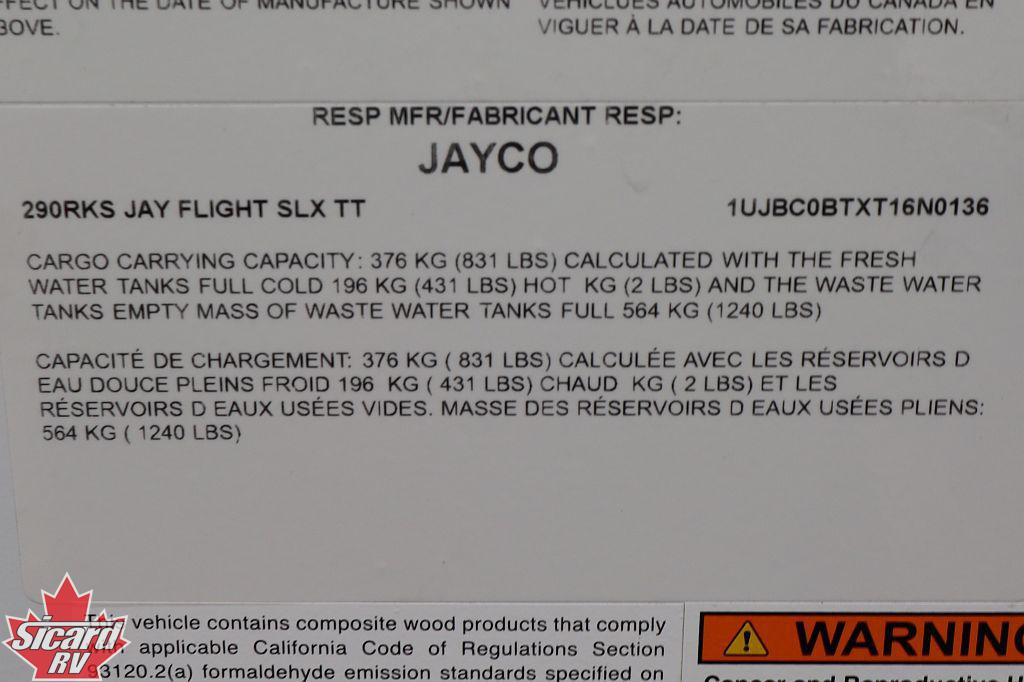 EFFECT ON THE DATE OF MANUFACTURE SHOWN
ABOVE.
VEHICLUES AUTOMOBILES DU CANADA EN
VIGUER À LA DATE DE SA FABRICATION.
RESP MFR/FABRICANT RESP:
JAYCO
290RKS JAY FLIGHT SLX TT 1UJBC0BTXT16N0136
CARGO CARRYING CAPACITY: 376 KG (831 LBS) CALCULATED WITH THE FRESH
WATER TANKS FULL COLD 196 KG (431 LBS) HOT KG (2 LBS) AND THE WASTE WATER
TANKS EMPTY MASS OF WASTE WATER TANKS FULL 564 KG (1240 LBS)
CAPACITÉ DE CHARGEMENT: 376 KG ( 831 LBS) CALCULÉE AVEC LES RÉSERVOIRS D
EAU DOUCE PLEINS FROID 196 KG ( 431 LBS) CHAUD KG ( 2 LBS) ET LES
RÉSERVOIRS D EAUX USÉES VIDES. MASSE DES RÉSERVOIRS D EAUX USÉES PLIENS:
564 KG ( 1240 LBS)
This vehicle contains composite wood products that comply
with applicable California Code of Regulations Section
93120.2(a) formaldehyde emission standards specified on
WARNING
Cancer and Reproductive
Sicard
RV